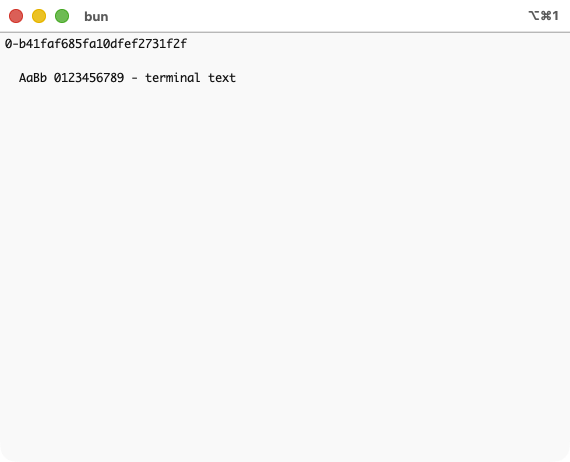 bun ⌥⌘1
0-b41faf685fa10dfef2731f2f
AaBb 0123456789 - terminal text